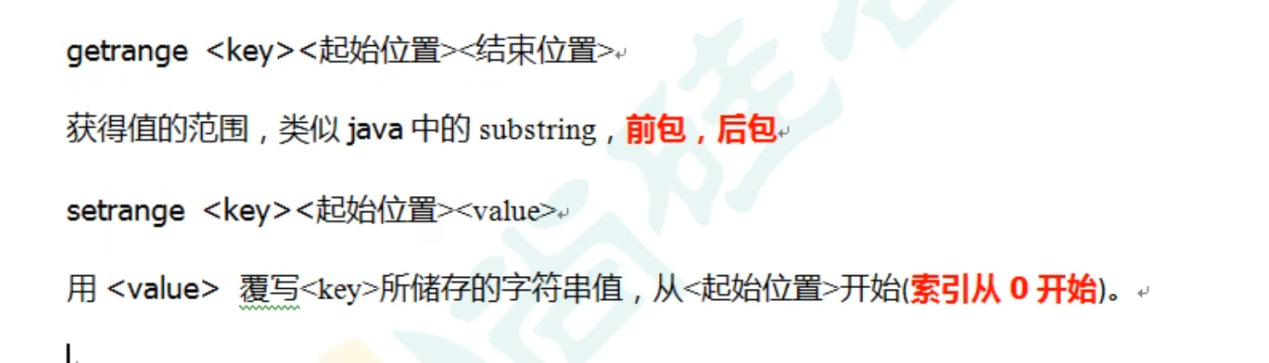 getrange <key><起始位置><结束位置>
获得值的范围，类似 java 中的 substring，前包，后包
setrange <key><起始位置><value>
用 <value> 覆写<key>所储存的字符串值，从<起始位置>开始(索引从 0 开始)。
尚硅